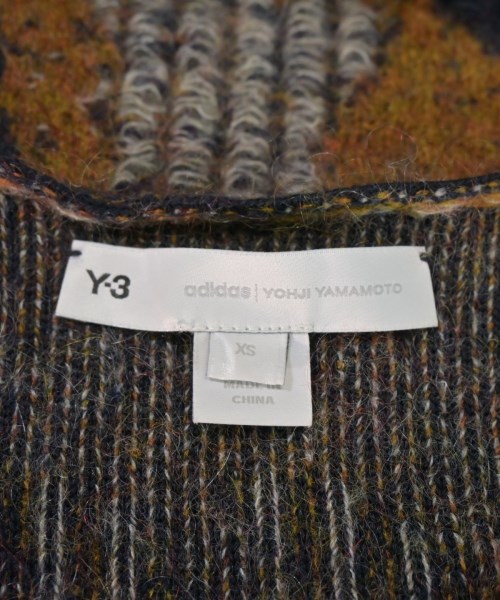 Y-3 adidas | YOHJI YAMAMOTO
XS
MADE IN
CHINA